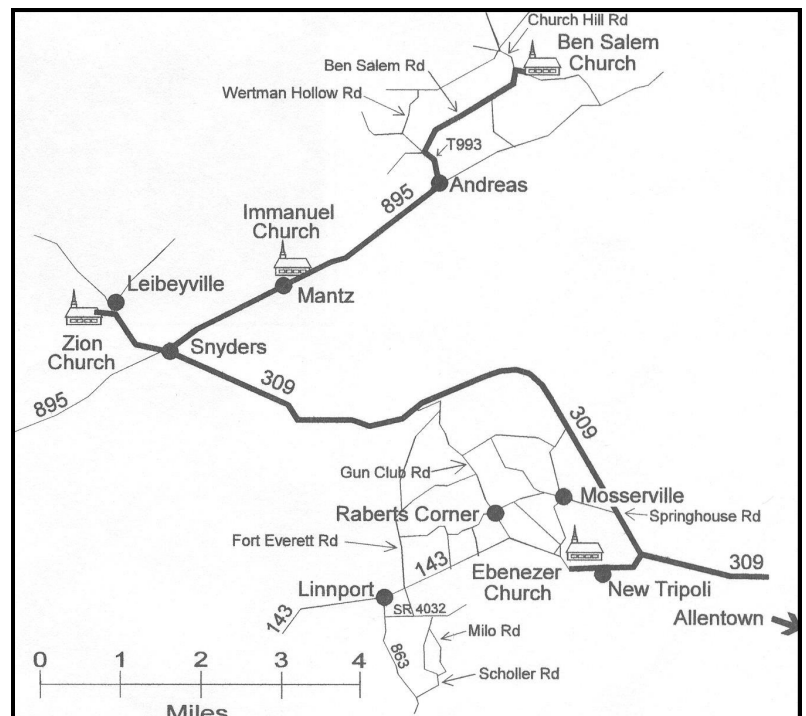 Church Hill Rd
Ben Salem
Church
Ben Salem Rd
Wertman Hollow Rd
T993
Andreas
895
Immanuel
Church
Mantz
Leibeyville
Zion
Church
Snyders
895
309
309
Gun Club Rd
Mosserville
Raberts Corner
Springhouse Rd
Fort Everett Rd
143
Ebenezer
Church
309
New Tripoli
Linnport
SR 4032
143
Allentown
Milo Rd
863
Scholler Rd
0 1 2 3 4
Miles